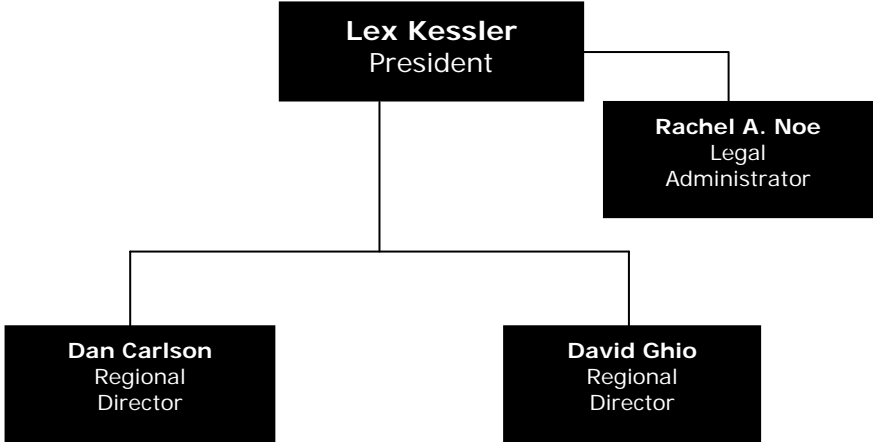 Lex Kessler
President
Rachel A. Noe
Legal
Administrator
Dan Carlson
Regional
Director
David Ghio
Regional
Director